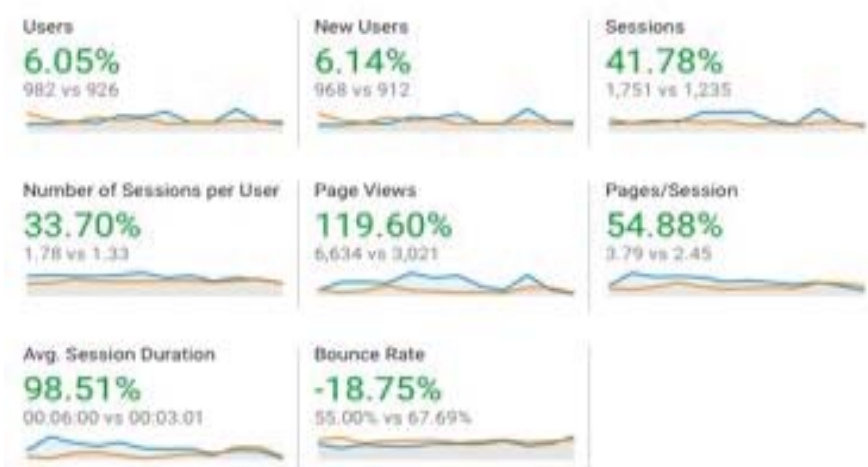 Users
6.05%
982 vs 926
New Users
6.14%
968 vs 912
Sessions
41.78%
1,751 vs 1,235
Number of Sessions per User
33.70%
1.78 vs 1.33
Page Views
119.60%
6,634 vs 3,021
Pages/Session
54.88%
3.79 vs 2.45
Avg. Session Duration
98.51%
00:06:00 vs 00:03:01
Bounce Rate
-18.75%
55.00% vs 67.69%